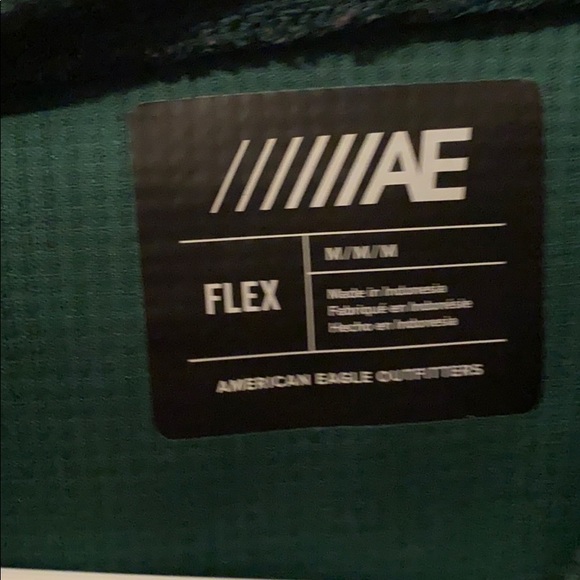 AE
M/M/M
FLEX
Made in Indonesia
Fabriqué en Indonésie
Hecho en Indonesia
AMERICAN EAGLE OUTFITTERS